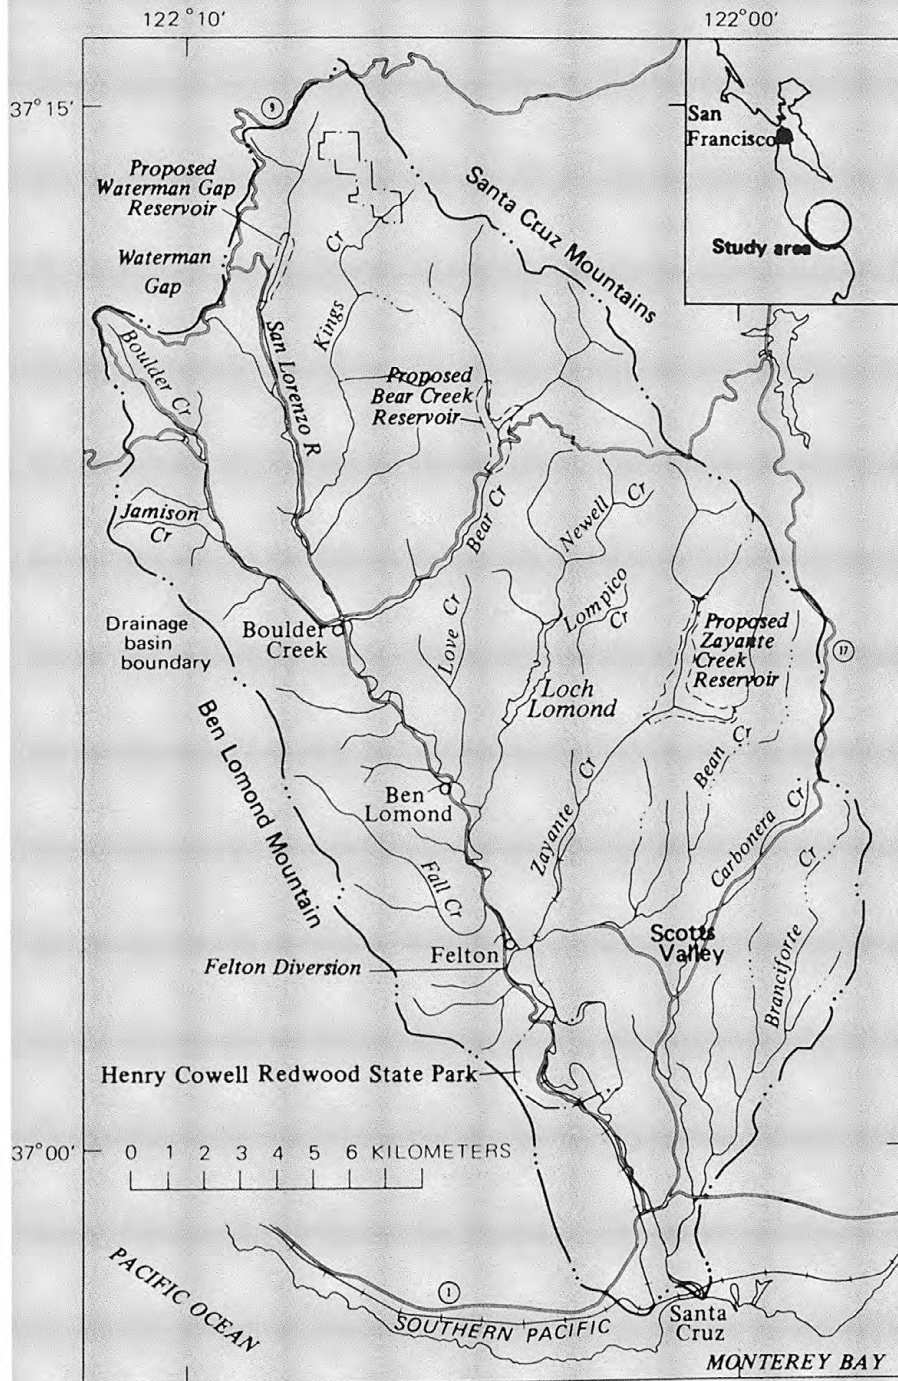 122°10'
122°00'
37°15'
9
San
Francisco
Study area
Proposed
Waterman Gap
Reservoir
Waterman
Gap
Santa Cruz Mountains
Kings
Cr
San Lorenzo R
Boulder
Cr
Proposed
Bear Creek
Reservoir
Bear Cr
Jamison
Cr
Newell
Cr
Lompico
Cr
Love Cr
Drainage
basin
boundary
Boulder
Creek
Proposed
Zayante
Creek
Reservoir
17
Loch
Lomond
Ben Lomond Mountain
Bean
Cr
Ben
Lomond
Zayante
Cr
Carbonera
Cr
Fall
Cr
Felton
Scotts
Valley
Branciforte
Cr
Felton Diversion
Henry Cowell Redwood State Park
37°00'
0 1 2 4 5 6 KILOMETERS
PACIFIC OCEAN
1
SOUTHERN PACIFIC
Santa
Cruz
MONTEREY BAY